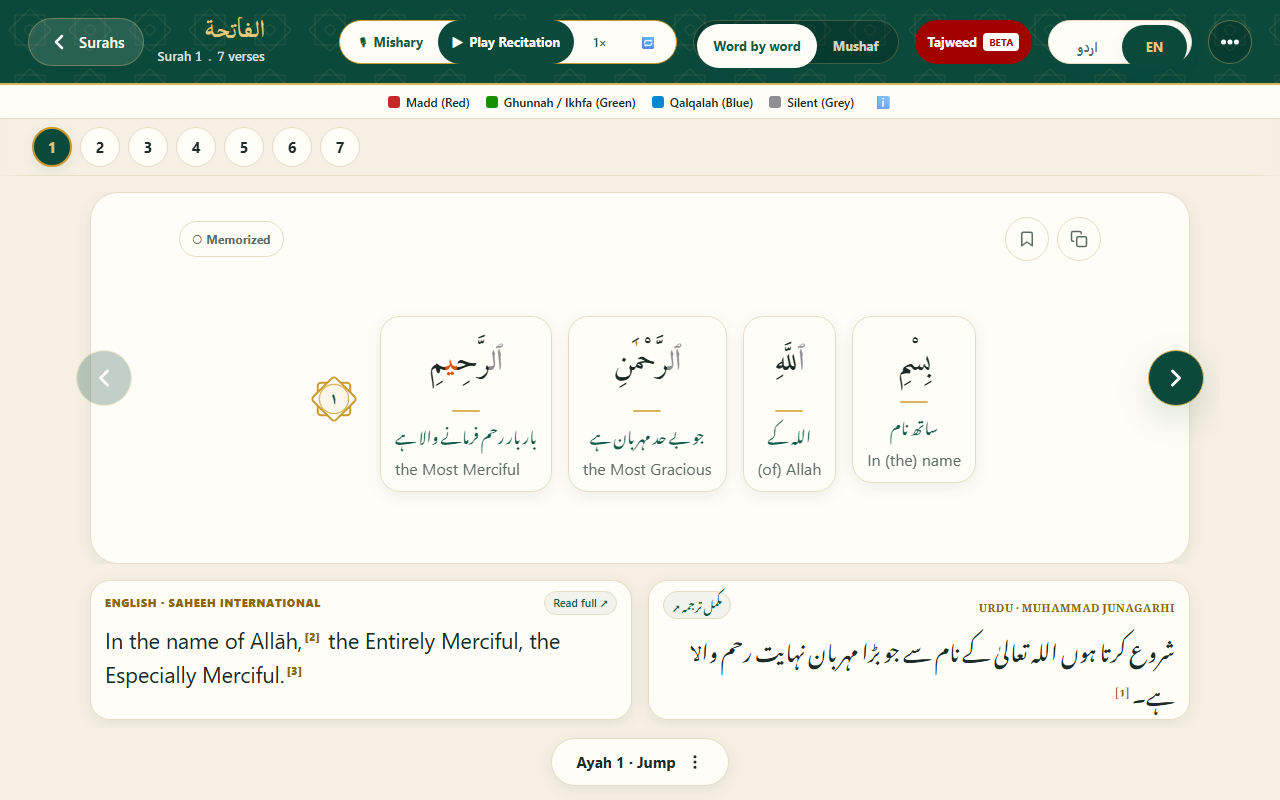 Surahs
الفاتحة
Surah 1 . 7 verses
Mishary
Play Recitation
1×
Word by word
Mushaf
Tajweed BETA
اردو
EN
Madd (Red)
Ghunnah / Ikhfa (Green)
Qalqalah (Blue)
Silent (Grey)
1 2 3 4 5 6 7
Memorized
بِسْمِ
ساتھ نام
In (the) name
ٱللَّهِ
اللہ کے
(of) Allah
ٱلرَّحْمَٰنِ
جو بے حد مہربان ہے
the Most Gracious
ٱلرَّحِيمِ
بار بار رحم فرمانے والا ہے
the Most Merciful
١
ENGLISH · SAHEEH INTERNATIONAL
Read full ↗
In the name of Allāh,[2] the Entirely Merciful, the
Especially Merciful.[3]
URDU · MUHAMMAD JUNAGARHI
مکمل ترجمہ ↗
شروع کرتا ہوں اللہ تعالیٰ کے نام سے جو بڑا مہربان نہایت رحم والا
ہے۔ [1]
Ayah 1 · Jump